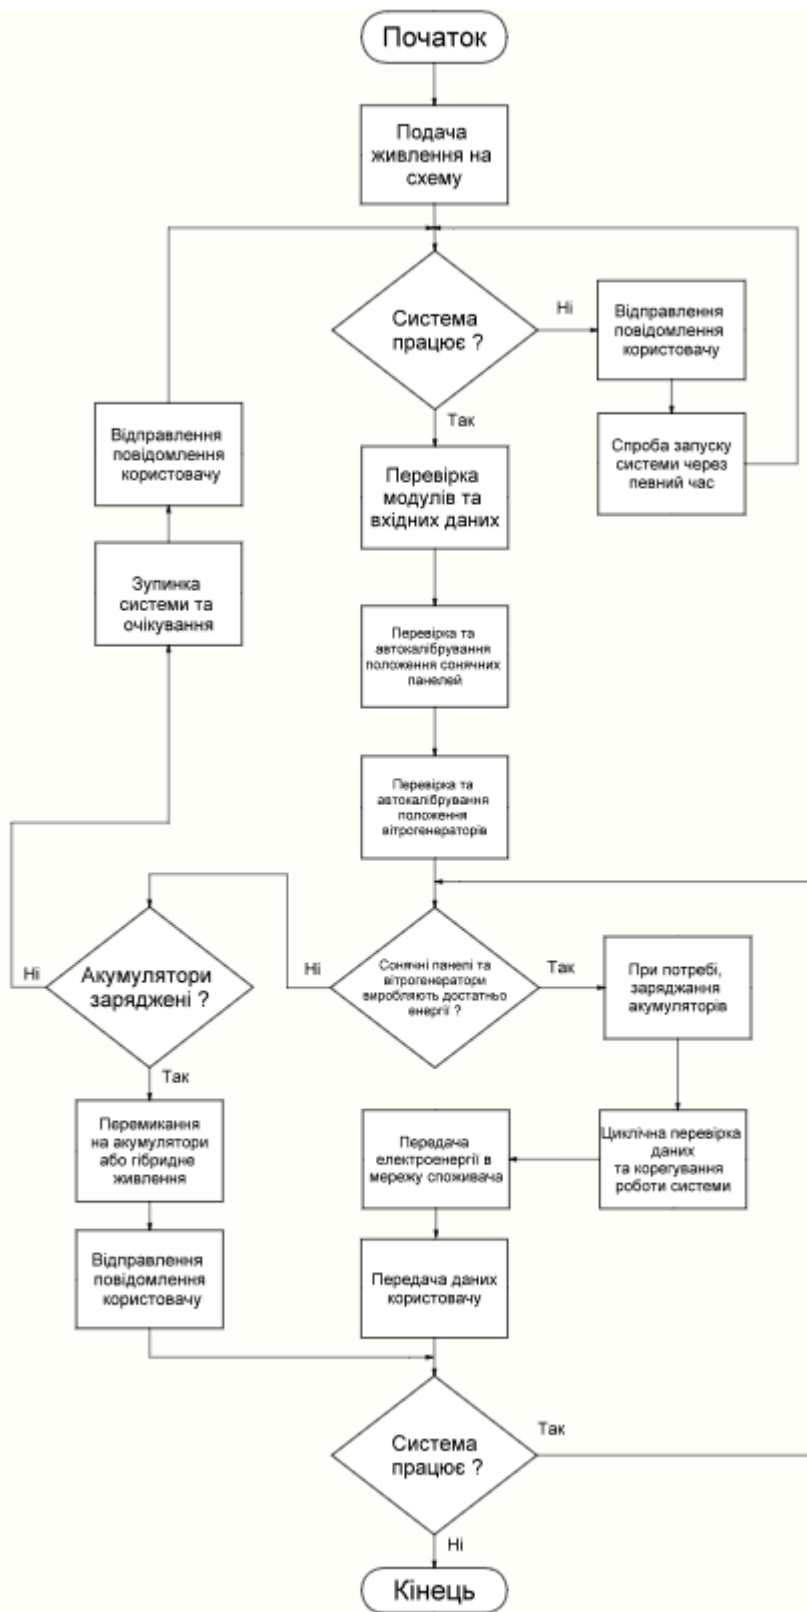 Початок
Подача
живлення на
схему
Система
працює ?
Ні
Відправлення
повідомлення
користовачу
Так
Спроба запуску
системи через
певний час
Відправлення
повідомлення
користовачу
Перевірка
модулів та
вхідних даних
Зупинка
системи та
очікування
Перевірка та
автокалібрування
положення сонячних
панелей
Перевірка та
автокалібрування
положення
вітрогенераторів
Ні
Акумулятори
заряджені ?
Ні
Сонячні панелі та
вітрогенератори
виробляють достатньо
енергії ?
Так
При потребі,
заряджання
акумуляторів
Так
Перемикання
на акумулятори
або гібридне
живлення
Передача
електроенергії в
мережу споживача
Циклічна перевірка
даних
та корегування
роботи системи
Відправлення
повідомлення
користовачу
Передача даних
користовачу
Система
працює ?
Так
Ні
Кінець